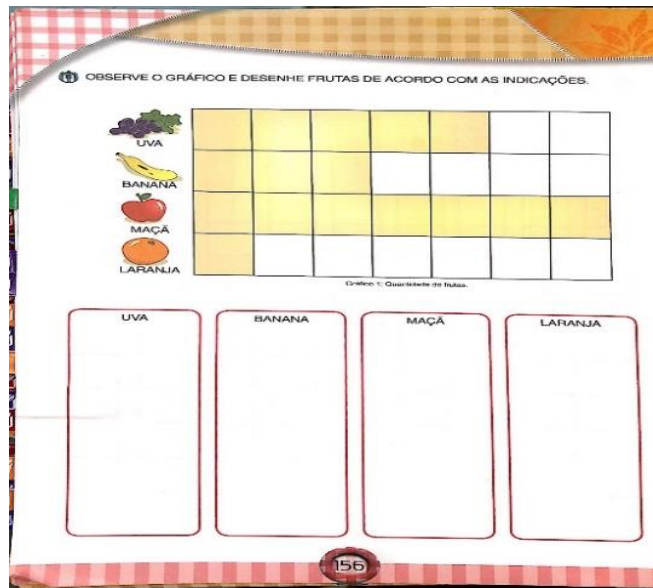 OBSERVE O GRÁFICO E DESENHE FRUTAS DE ACORDO COM AS INDICAÇÕES.
UVA
BANANA
MAÇÃ
LARANJA
Gráfico 1: Quantidade de frutas.
UVA
BANANA
MAÇÃ
LARANJA
156